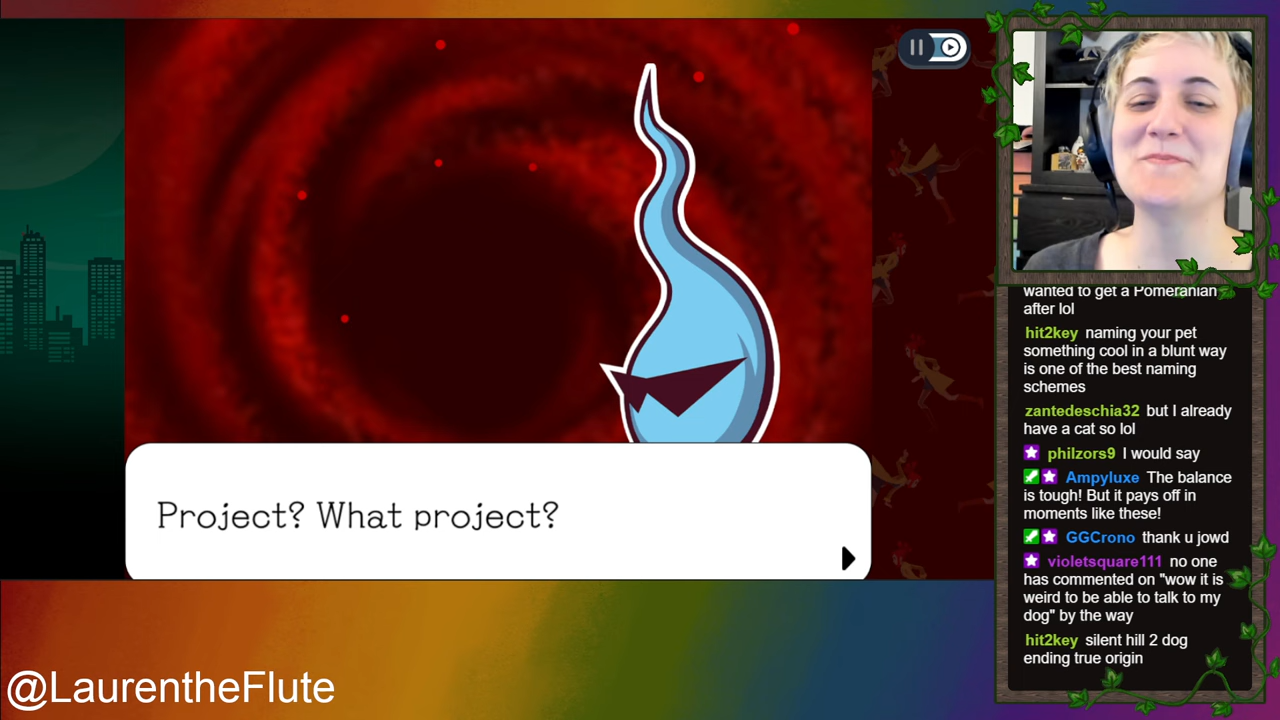 Project? What project?
wanted to get a Pomeranian
after lol
hit2key naming your pet
something cool in a blunt way
is one of the best naming
schemes
zantedeschia32 but I already
have a cat so lol
philzors9 I would say
Ampyluxe The balance
is tough! But it pays off in
moments like these!
GGCrono thank u jowd
violetsquare111 no one
has commented on "wow it is
weird to be able to talk to my
dog" by the way
hit2key silent hill 2 dog
ending true origin
@LaurentheFlute